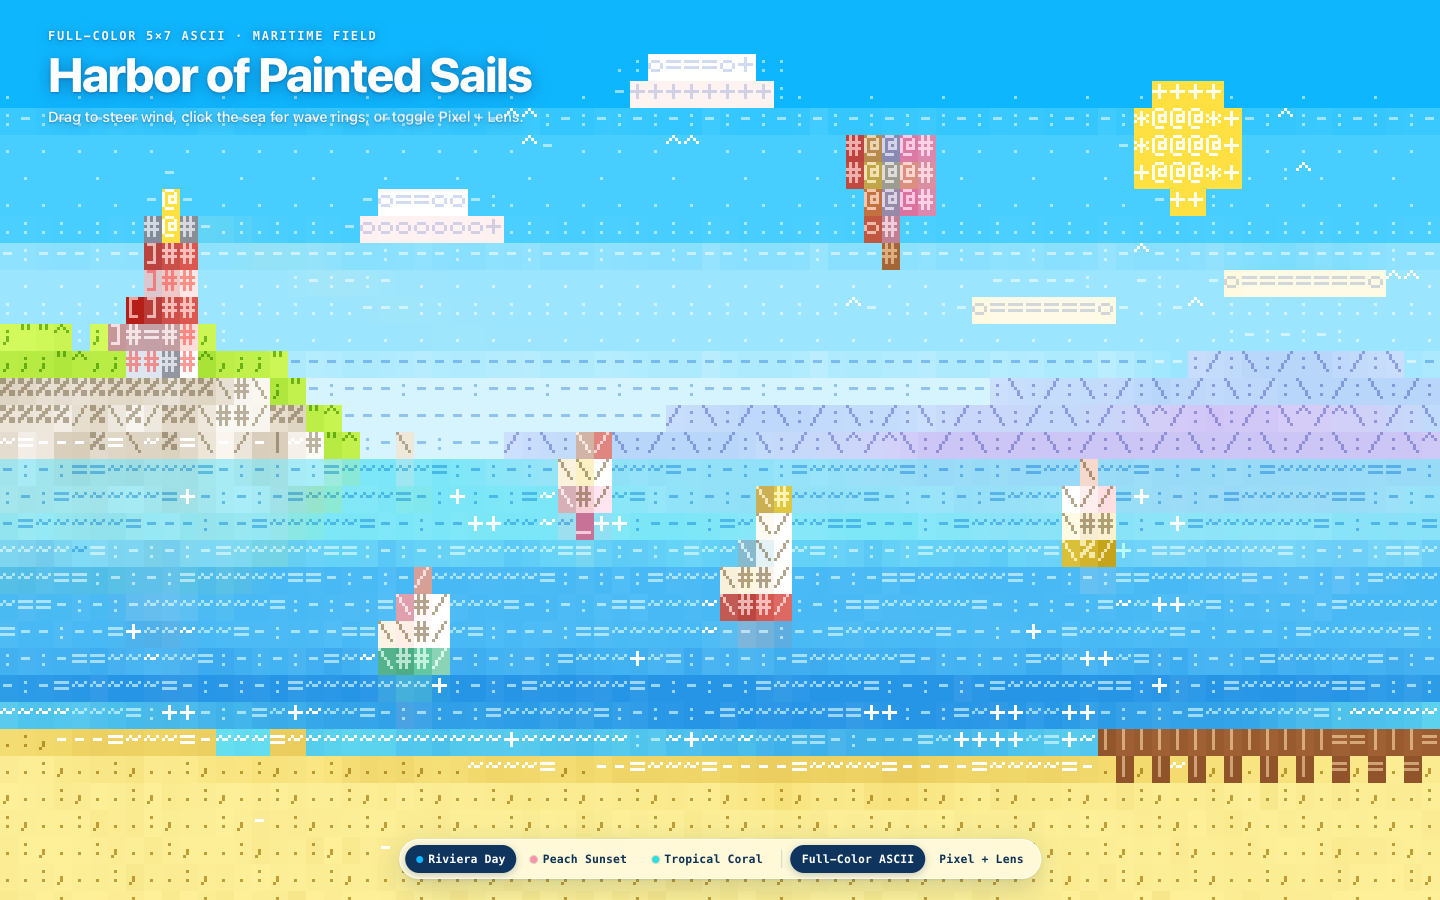 FULL-COLOR 5×7 ASCII · MARITIME FIELD
Harbor of Painted Sails
Drag to steer wind, click the sea for wave rings, or toggle Pixel + Lens.
Riviera Day
Peach Sunset
Tropical Coral
Full-Color ASCII
Pixel + Lens